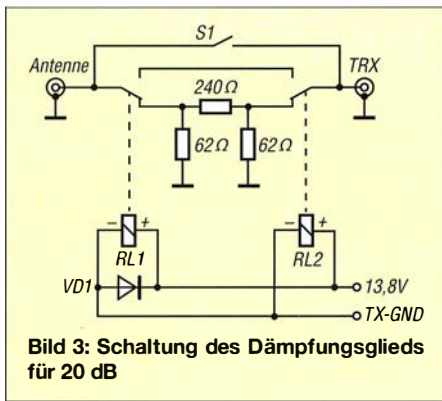 S1
Antenne
TRX
240Ω
62Ω
62Ω
− +
− +
RL1
RL2
VD1
13,8V
TX-GND
Bild 3: Schaltung des Dämpfungsglieds
für 20 dB